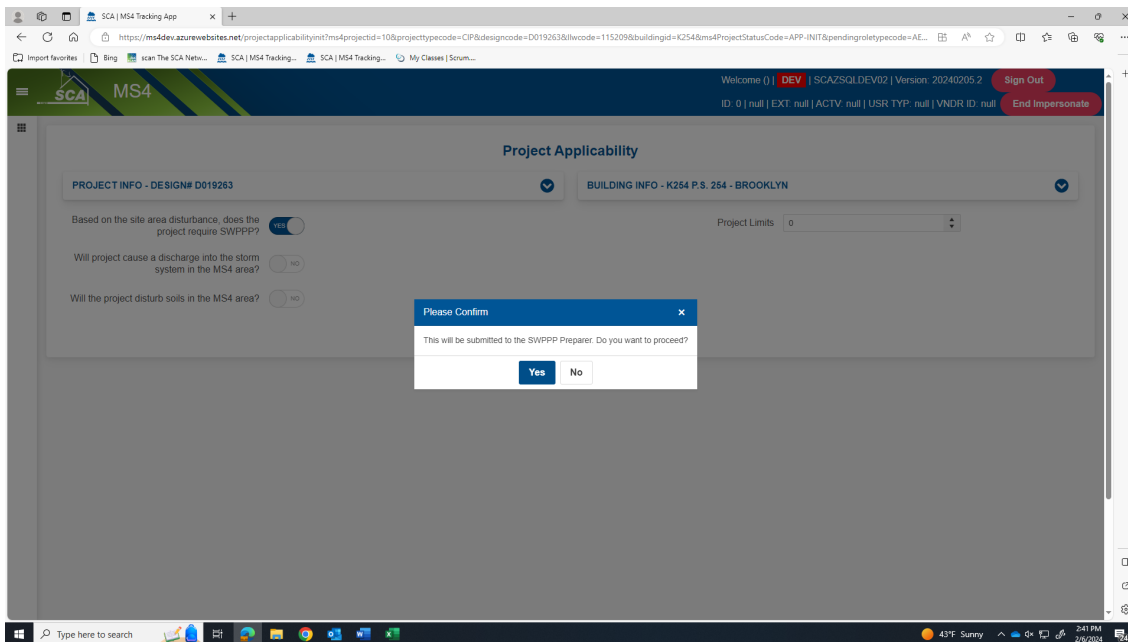 SCA | MS4 Tracking App
https://ms4dev.azurewebsites.net/projectapplicabilityinit?ms4projectid=10&projecttypecode=CIP&designcode=D019263&llwcode=115209&buildingid=K254&ms4ProjectStatusCode=APP-INIT&pendingroletypecode=AE...
Import favorites
Bing
scan The SCA Netw...
SCA | MS4 Tracking...
SCA | MS4 Tracking...
My Classes | Scrum...
SCA
MS4
Welcome () | DEV | SCAZSQLDEV02 | Version: 20240205.2
Sign Out
ID: 0 | null | EXT: null | ACTV: null | USR TYP: null | VNDR ID: null
End Impersonate
Project Applicability
PROJECT INFO - DESIGN# D019263
BUILDING INFO - K254 P.S. 254 - BROOKLYN
Based on the site area disturbance, does the
project require SWPPP?
YES
Project Limits
0
Will project cause a discharge into the storm
system in the MS4 area?
NO
Will the project disturb soils in the MS4 area?
NO
Please Confirm
This will be submitted to the SWPPP Preparer. Do you want to proceed?
Yes
No
Type here to search
43°F Sunny
2:41 PM
2/6/2024